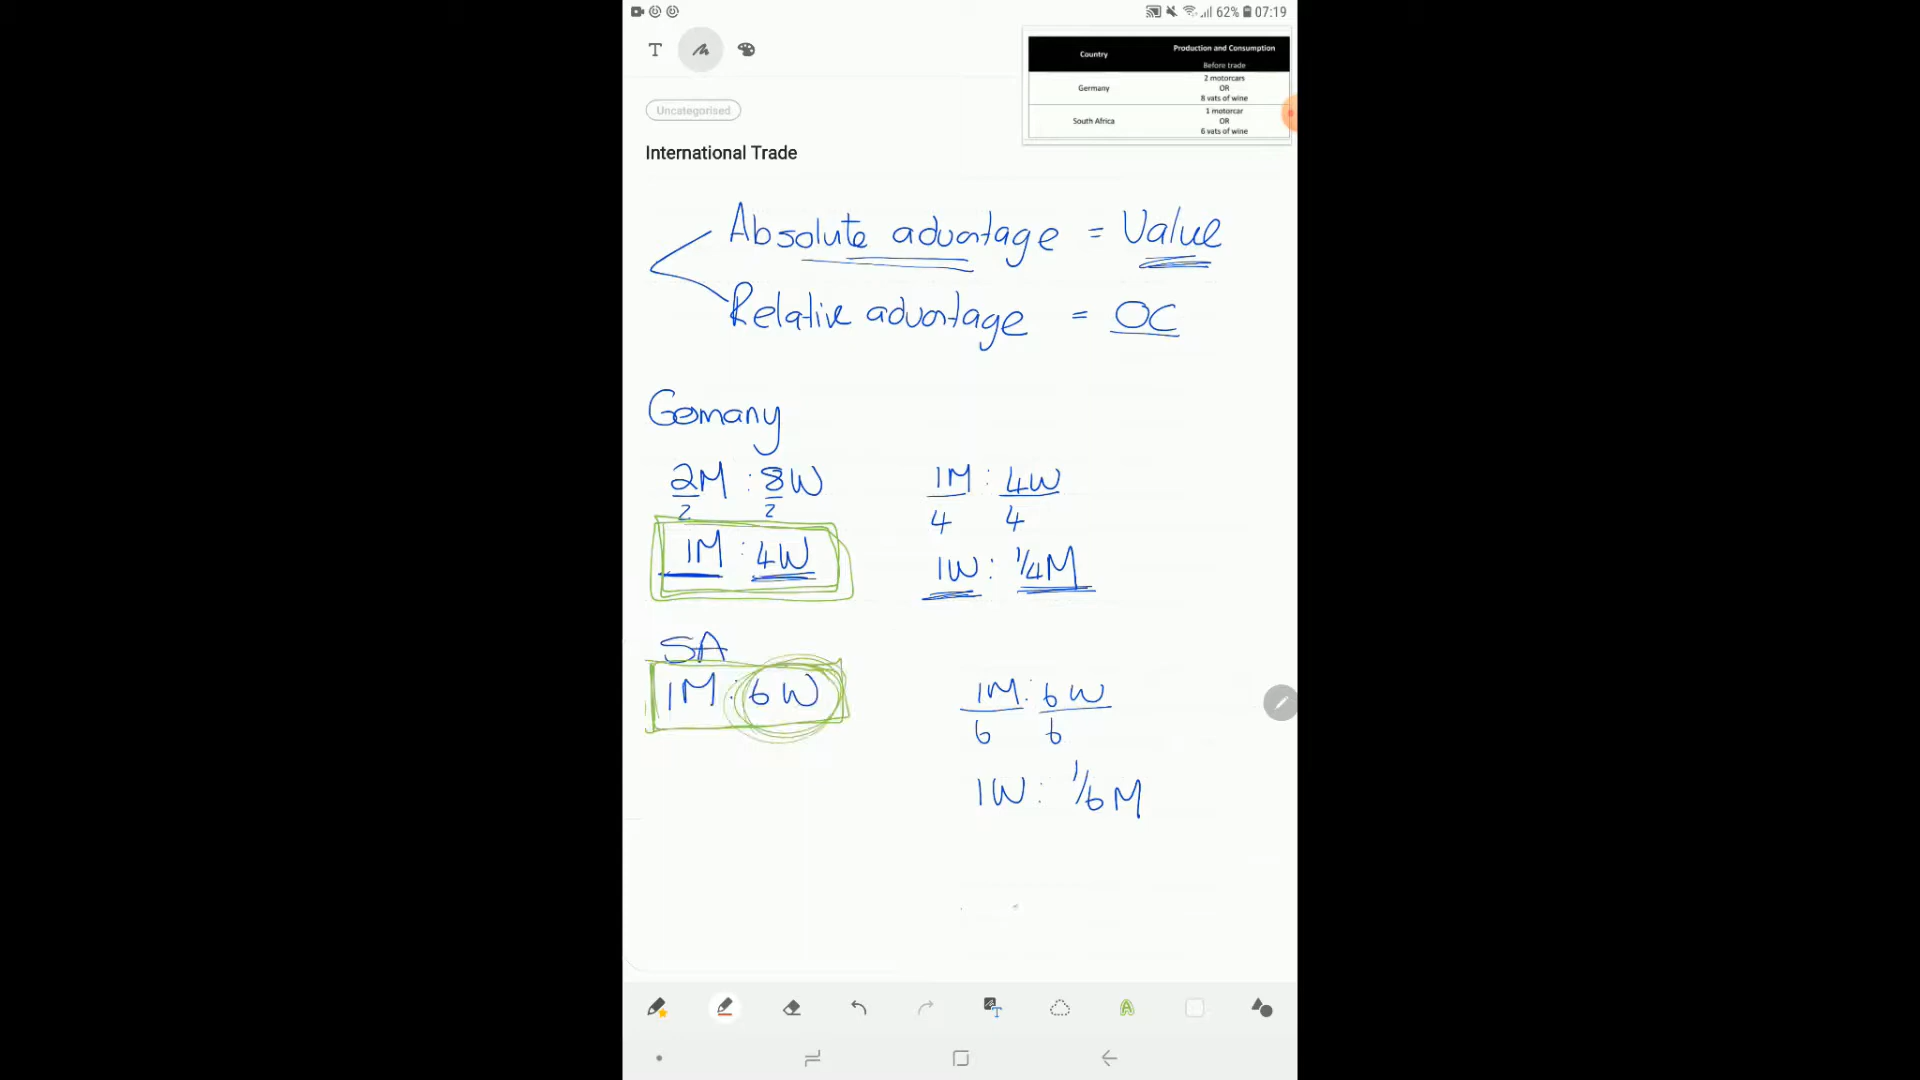 62% 07:19
T
Country Production and Consumption
Before trade
Germany 2 motorcars
OR
8 vats of wine
South Africa 1 motorcar
OR
6 vats of wine
Uncategorised
International Trade
Absolute advantage = Value
Relative advantage = OC
Gemany
2M : 8W
2 2
1M : 4W
1M : 4W
4 4
1W : 1/4M
SA
1M : 6W
1M : 6W
6 6
1W : 1/6M
T
A